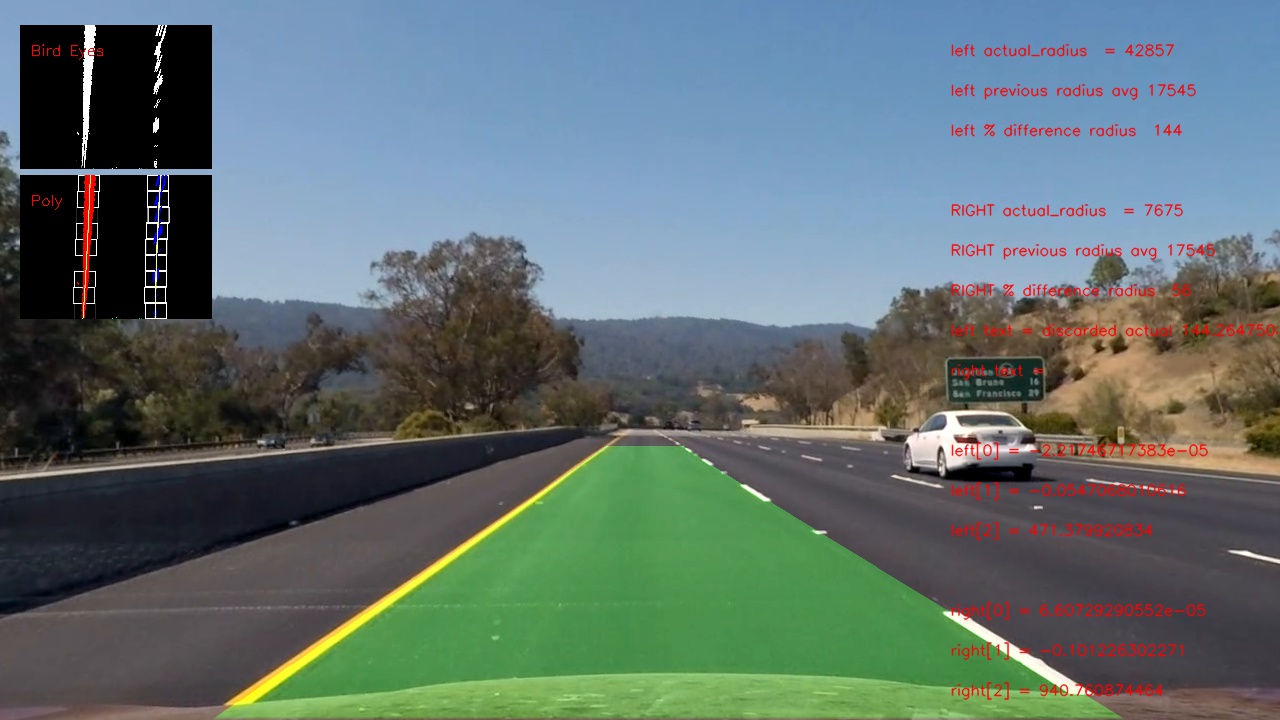 Bird Eyes
Poly
left actual_radius = 42857
left previous radius avg 17545
left % difference radius 144
RIGHT actual_radius = 7675
RIGHT previous radius avg 17545
RIGHT % difference radius 56
left text = discarded actual 144.264750
right text =
San Bruno 16
San Francisco 29
left[0] = -2.21746717383e-05
left[1] = -0.0547068010616
left[2] = 471.379920834
right[0] = 6.60729290552e-05
right[1] = -0.101226302271
right[2] = 940.760874464